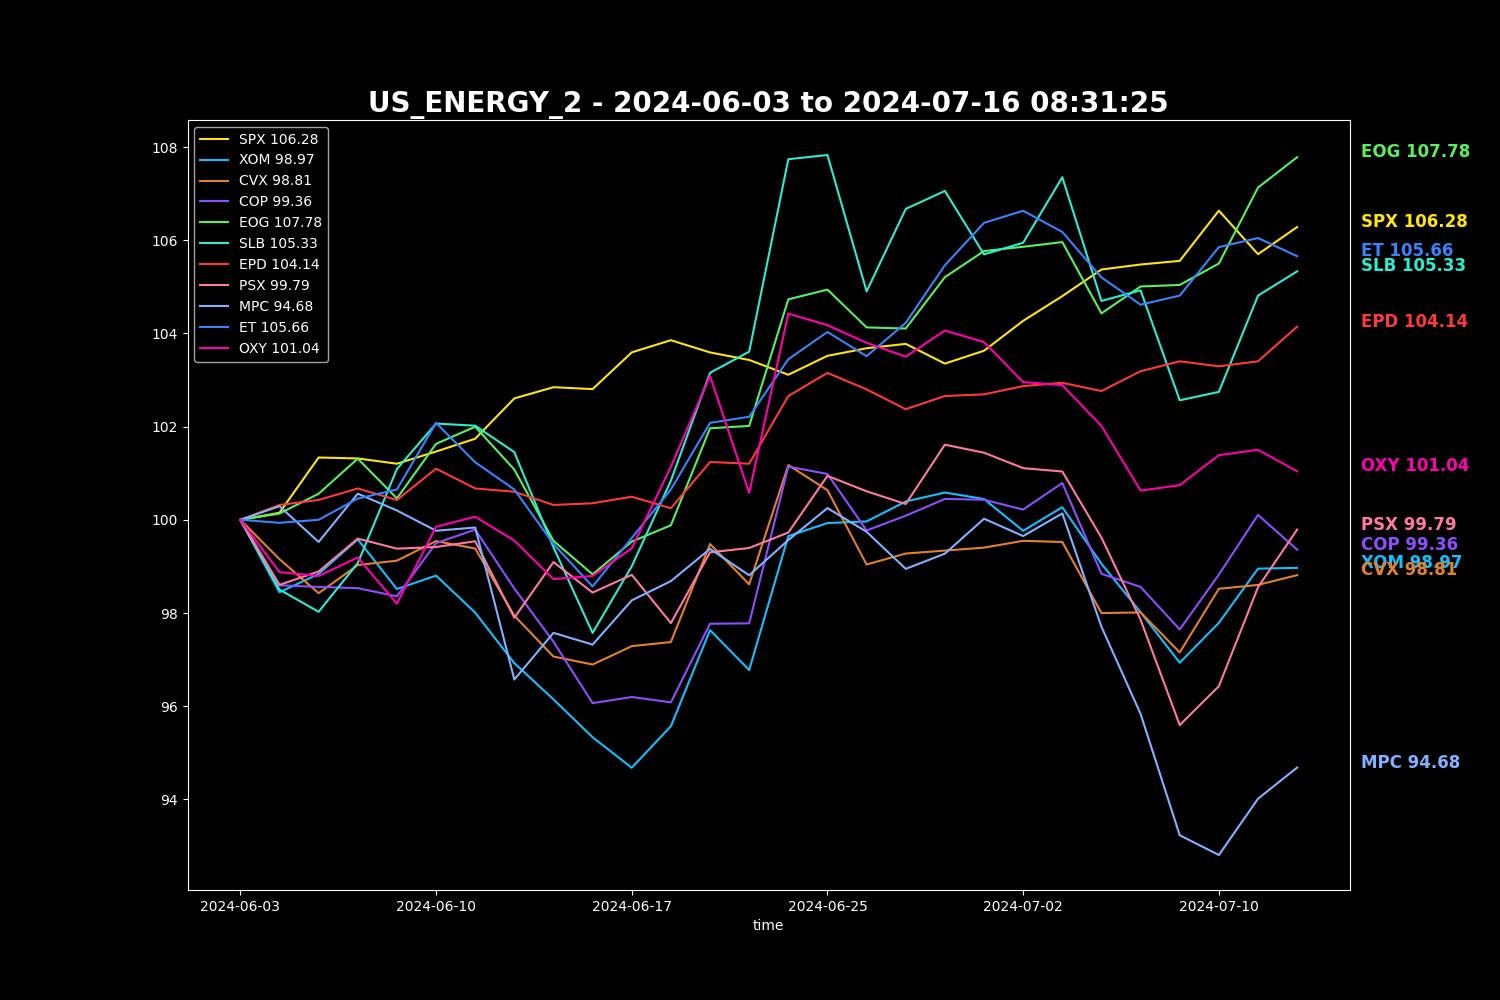 US_ENERGY_2 - 2024-06-03 to 2024-07-16 08:31:25
SPX 106.28
XOM 98.97
CVX 98.81
COP 99.36
EOG 107.78
SLB 105.33
EPD 104.14
PSX 99.79
MPC 94.68
ET 105.66
OXY 101.04
108
106
104
102
100
98
96
94
EOG 107.78
SPX 106.28
ET 105.66
SLB 105.33
EPD 104.14
OXY 101.04
PSX 99.79
COP 99.36
XOM 98.97
CVX 98.81
MPC 94.68
2024-06-03
2024-06-10
2024-06-17
2024-06-25
2024-07-02
2024-07-10
time